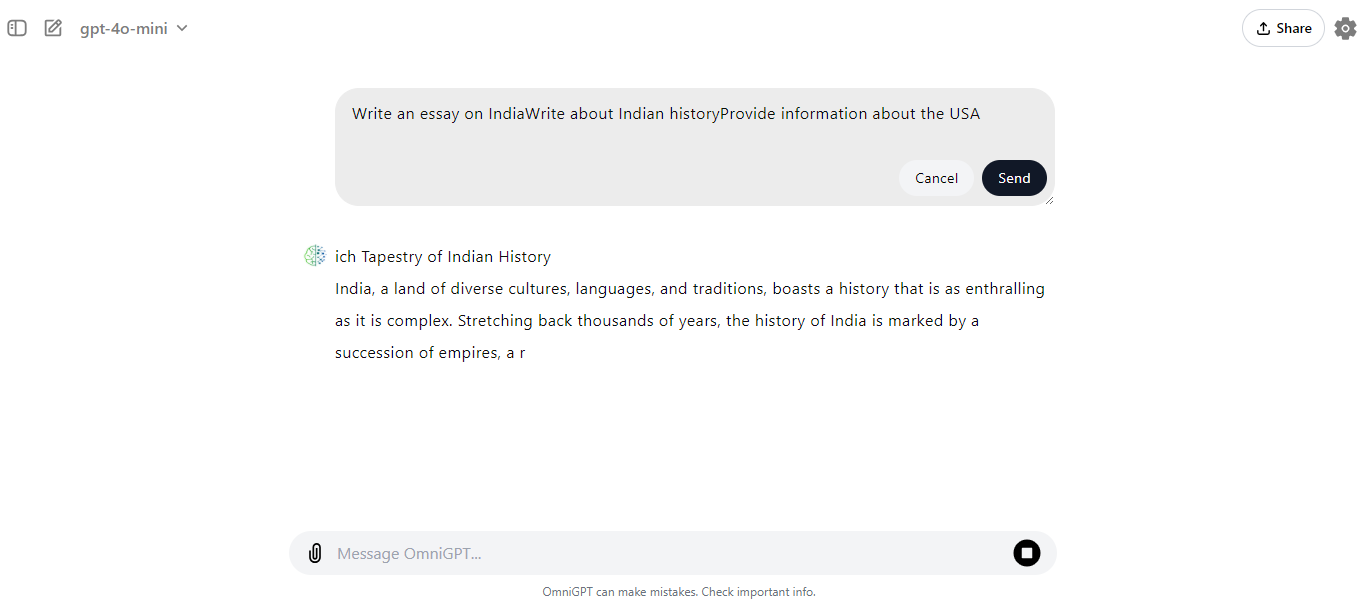 gpt-4o-mini
Share
Write an essay on IndiaWrite about Indian historyProvide information about the USA
Cancel
Send
ich Tapestry of Indian History
India, a land of diverse cultures, languages, and traditions, boasts a history that is as enthralling
as it is complex. Stretching back thousands of years, the history of India is marked by a
succession of empires, a r
Message OmniGPT...
OmniGPT can make mistakes. Check important info.